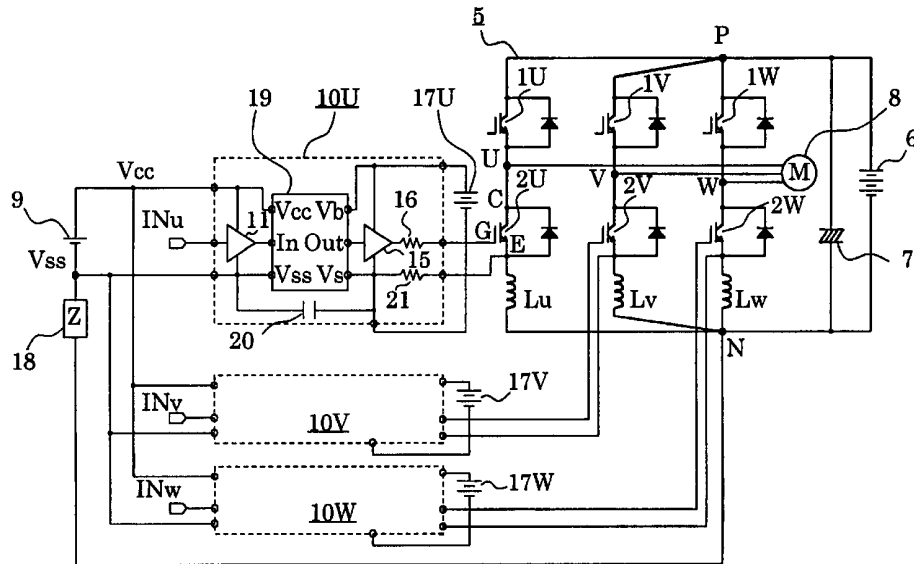 5 P
1U 1V 1W
19 10U 17U 8
Vcc U M 6
9 INu 11 Vcc Vb 16 C 2U V 2V W 2W
In Out G E
Vss Vss Vs 15 7
Z 21 Lu Lv Lw
18 20 N
INv 10V 17V
INw 10W 17W